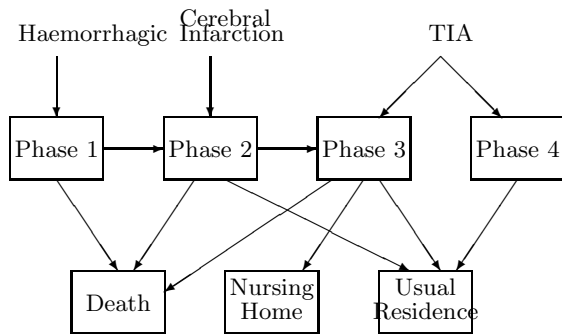 Cerebral
Haemorrhagic Infarction TIA
Phase 1 Phase 2 Phase 3 Phase 4
Death
Nursing
Home
Usual
Residence